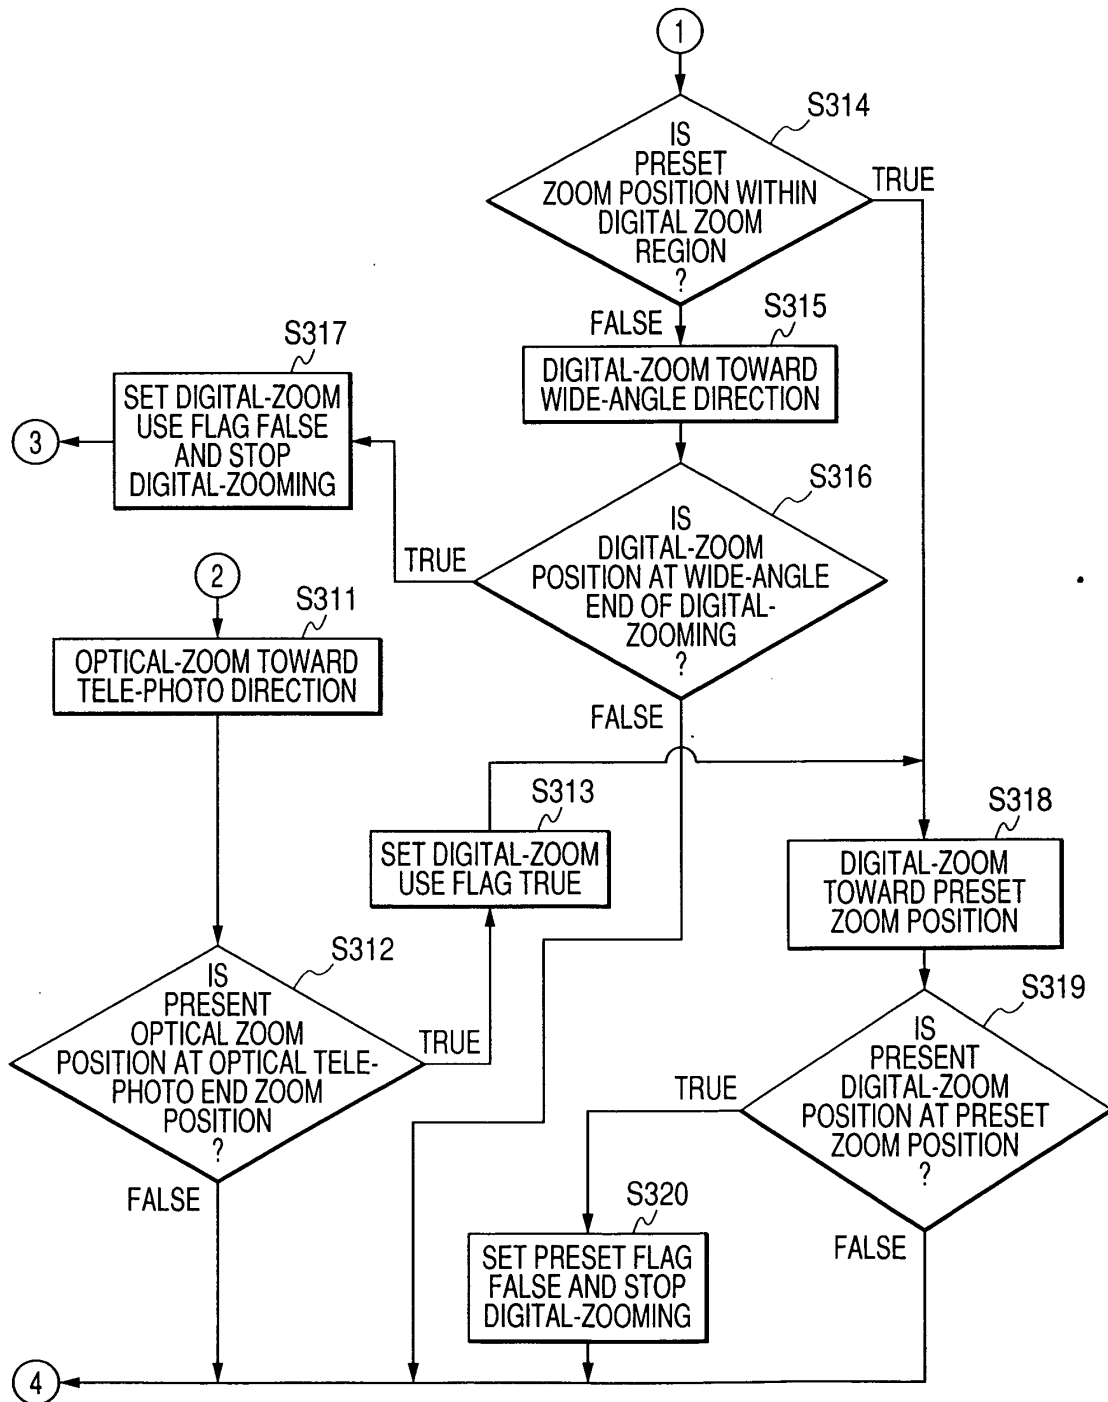 1
S314
IS
PRESET
ZOOM POSITION WITHIN
DIGITAL ZOOM
REGION
?
TRUE
FALSE
S315
DIGITAL-ZOOM TOWARD
WIDE-ANGLE DIRECTION
S317
SET DIGITAL-ZOOM
USE FLAG FALSE
AND STOP
DIGITAL-ZOOMING
3
S316
IS
DIGITAL-ZOOM
POSITION AT WIDE-ANGLE
END OF DIGITAL-
ZOOMING
?
TRUE
FALSE
2
S311
OPTICAL-ZOOM TOWARD
TELE-PHOTO DIRECTION
S313
SET DIGITAL-ZOOM
USE FLAG TRUE
S318
DIGITAL-ZOOM
TOWARD PRESET
ZOOM POSITION
S312
IS
PRESENT
OPTICAL ZOOM
POSITION AT OPTICAL TELE-
PHOTO END ZOOM
POSITION
?
TRUE
FALSE
S319
IS
PRESENT
DIGITAL-ZOOM
POSITION AT PRESET
ZOOM POSITION
?
TRUE
FALSE
S320
SET PRESET FLAG
FALSE AND STOP
DIGITAL-ZOOMING
4